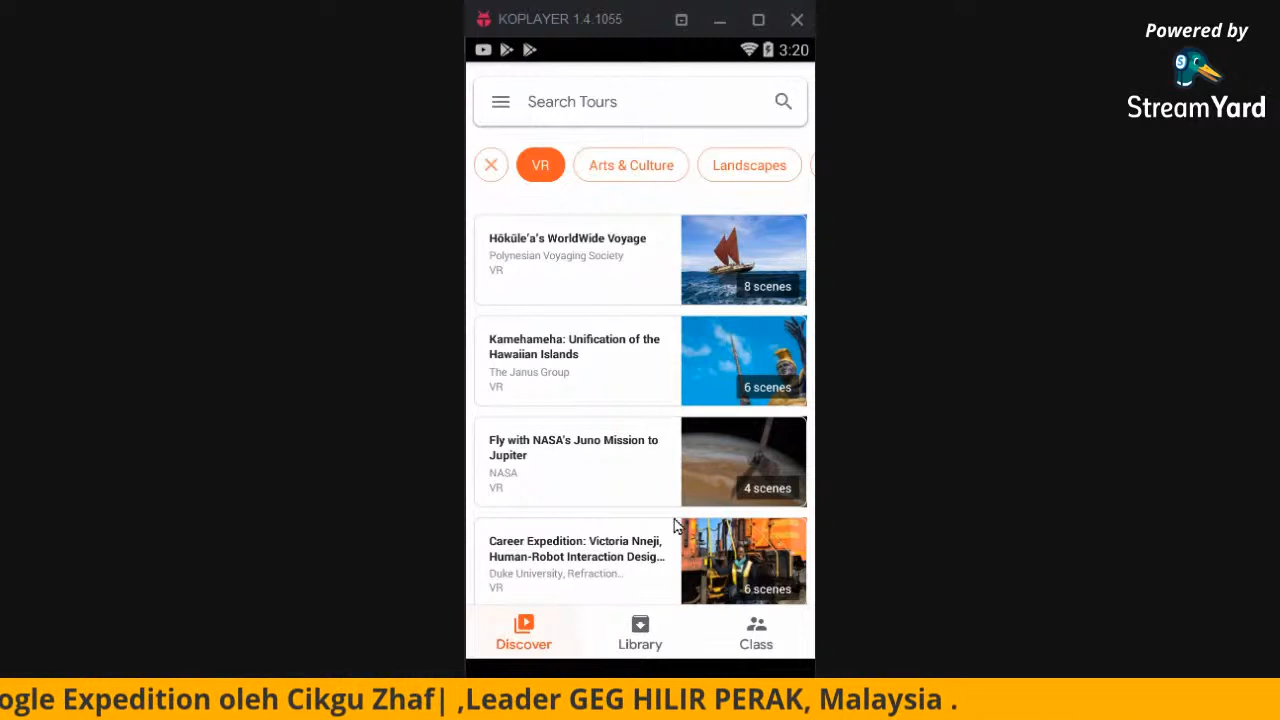 KOPLAYER 1.4.1055
Powered by
StreamYard
3:20
Search Tours
VR
Arts & Culture
Landscapes
Hōkūleʻa's WorldWide Voyage
Polynesian Voyaging Society
VR
8 scenes
Kamehameha: Unification of the
Hawaiian Islands
The Janus Group
VR
6 scenes
Fly with NASA's Juno Mission to
Jupiter
NASA
VR
4 scenes
Career Expedition: Victoria Nneji,
Human-Robot Interaction Desig...
Duke University, Refraction...
VR
6 scenes
Discover
Library
Class
ogle Expedition oleh Cikgu Zhaf| ,Leader GEG HILIR PERAK, Malaysia .